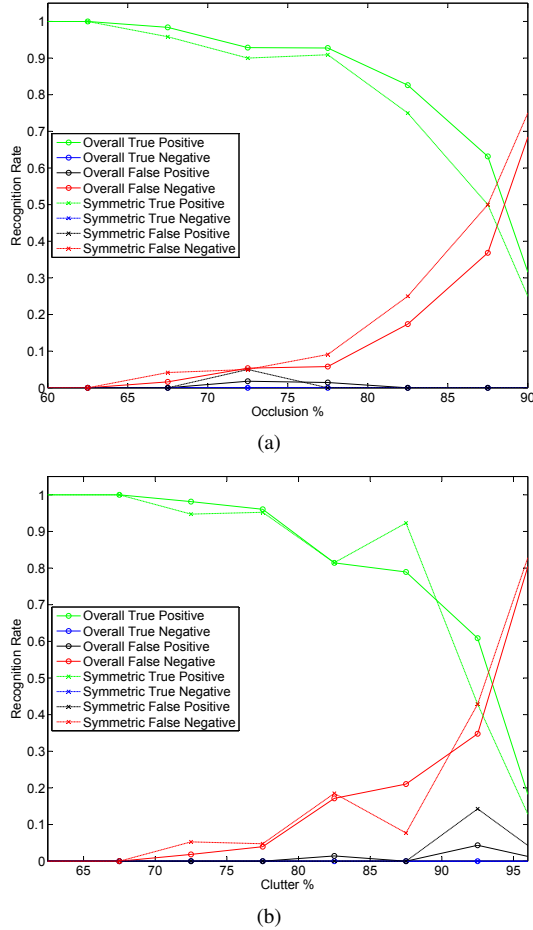 1
0.9
0.8
0.7
0.6
0.5
0.4
0.3
0.2
0.1
0
Recognition Rate
Overall True Positive
Overall True Negative
Overall False Positive
Overall False Negative
Symmetric True Positive
Symmetric True Negative
Symmetric False Positive
Symmetric False Negative
60 65 70 75 80 85 90
Occlusion %
(a)
1
0.9
0.8
0.7
0.6
0.5
0.4
0.3
0.2
0.1
0
Recognition Rate
Overall True Positive
Overall True Negative
Overall False Positive
Overall False Negative
Symmetric True Positive
Symmetric True Negative
Symmetric False Positive
Symmetric False Negative
65 70 75 80 85 90 95
Clutter %
(b)